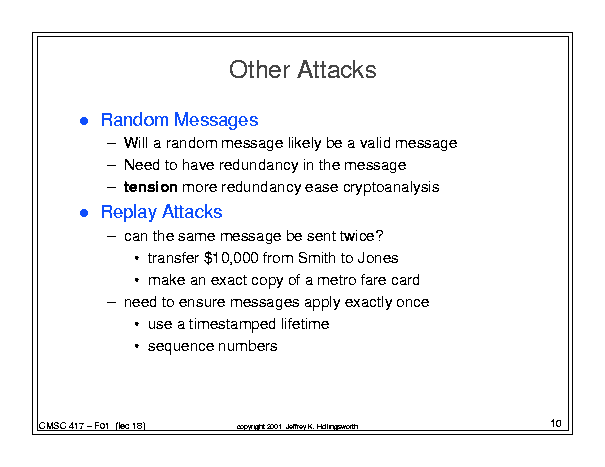 Other Attacks
● Random Messages
– Will a random message likely be a valid message
– Need to have redundancy in the message
– tension more redundancy ease cryptoanalysis
● Replay Attacks
– can the same message be sent twice?
• transfer $10,000 from Smith to Jones
• make an exact copy of a metro fare card
– need to ensure messages apply exactly once
• use a timestamped lifetime
• sequence numbers
CMSC 417 – F01 (lec 18)
copyright 2001 Jeffrey K. Hollingsworth
10